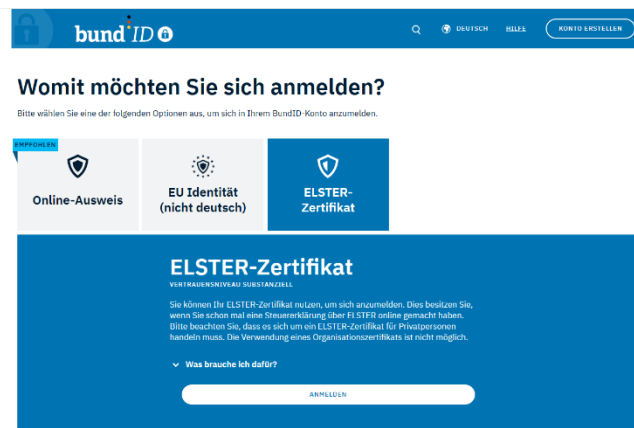 bundID
DEUTSCH
HILFE
KONTO ERSTELLEN
Womit möchten Sie sich anmelden?
Bitte wählen Sie eine der folgenden Optionen aus, um sich in Ihrem BundID-Konto anzumelden.
EMPFOHLEN
Online-Ausweis
EU Identität
(nicht deutsch)
ELSTER-
Zertifikat
ELSTER-Zertifikat
VERTRAUENSNIVEAU SUBSTANZIELL
Sie können Ihr ELSTER-Zertifikat nutzen, um sich anzumelden. Dies besitzen Sie,
wenn Sie schon mal eine Steuererklärung über ELSTER online gemacht haben.
Bitte beachten Sie, dass es sich um ein ELSTER-Zertifikat für Privatpersonen
handeln muss. Die Verwendung eines Organisationszertifikats ist nicht möglich.
Was brauche ich dafür?
ANMELDEN